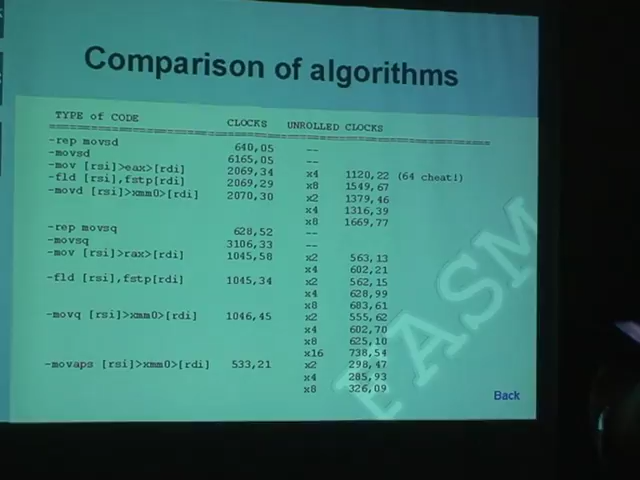 Comparison of algorithms
TYPE of CODE CLOCKS UNROLLED CLOCKS
================================================
-rep movsd 640,05 --
-movsd 6165,05 --
-mov [rsi]>eax>[rdi] 2069,34 x4 1120,22 (64 cheat!)
-fld [rsi],fstp[rdi] 2069,29 x8 1549,67
-movd [rsi]>xmm0>[rdi] 2070,30 x2 1379,46
x4 1316,39
x8 1669,77
-rep movsq 628,52 --
-movsq 3106,33 --
-mov [rsi]>rax>[rdi] 1045,58 x2 563,13
x4 602,21
-fld [rsi],fstp[rdi] 1045,34 x2 562,15
x4 628,99
x8 683,61
-movq [rsi]>xmm0>[rdi] 1046,45 x2 555,62
x4 602,70
x8 625,10
x16 738,54
-movaps [rsi]>xmm0>[rdi] 533,21 x2 298,47
x4 285,93
x8 326,09
FASM
Back